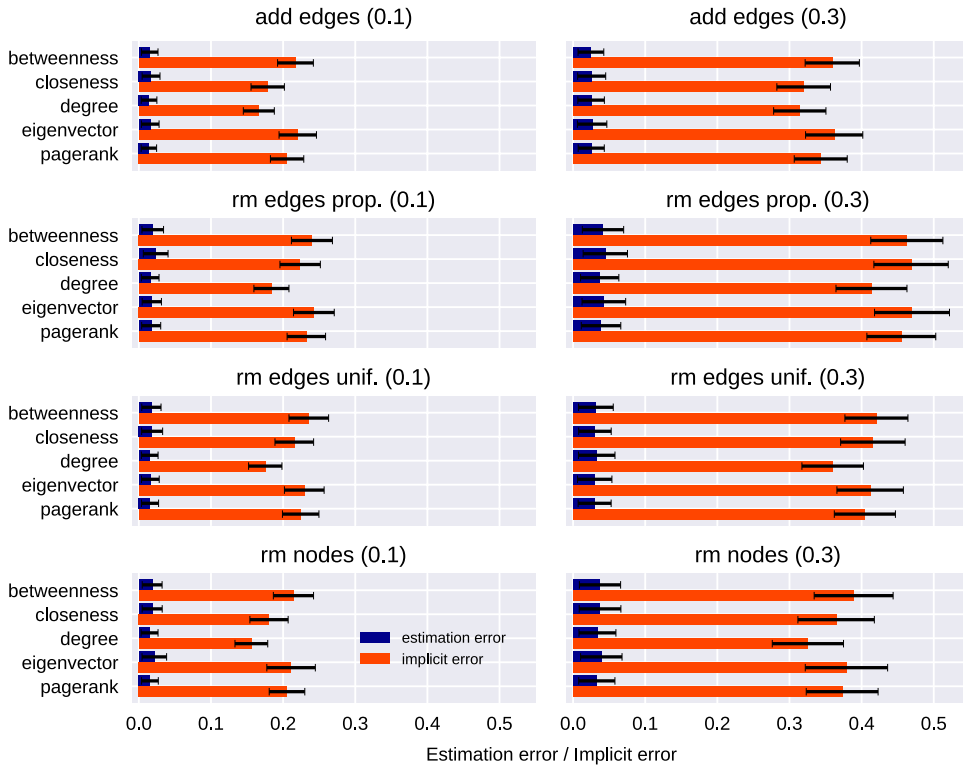 add edges (0.1)
add edges (0.3)
betweenness
closeness
degree
eigenvector
pagerank
rm edges prop. (0.1)
rm edges prop. (0.3)
betweenness
closeness
degree
eigenvector
pagerank
rm edges unif. (0.1)
rm edges unif. (0.3)
betweenness
closeness
degree
eigenvector
pagerank
rm nodes (0.1)
rm nodes (0.3)
betweenness
closeness
degree
eigenvector
pagerank
estimation error
implicit error
0.0 0.1 0.2 0.3 0.4 0.5
0.0 0.1 0.2 0.3 0.4 0.5
Estimation error / Implicit error